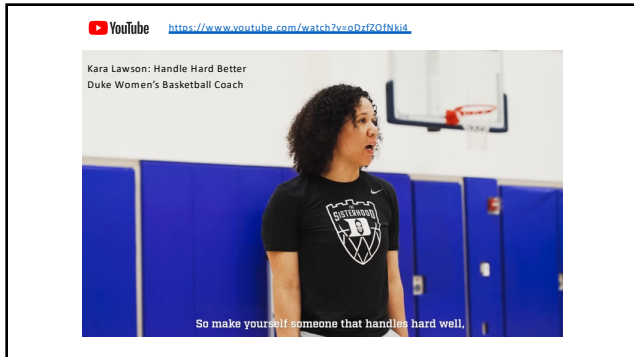 YouTube https://www.youtube.com/watch?v=oDzfZOfNki4
Kara Lawson: Handle Hard Better
Duke Women's Basketball Coach
THE
SISTERHOOD
D
So make yourself someone that handles hard well,